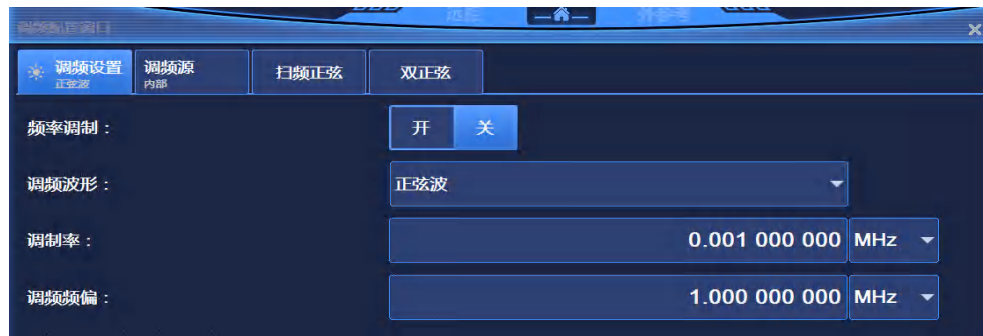 调频设置
正弦波
调频源
内部
扫频正弦
双正弦
频率调制：
开 关
调频波形：
正弦波
调制率：
0.001 000 000 MHz
调频频偏：
1.000 000 000 MHz